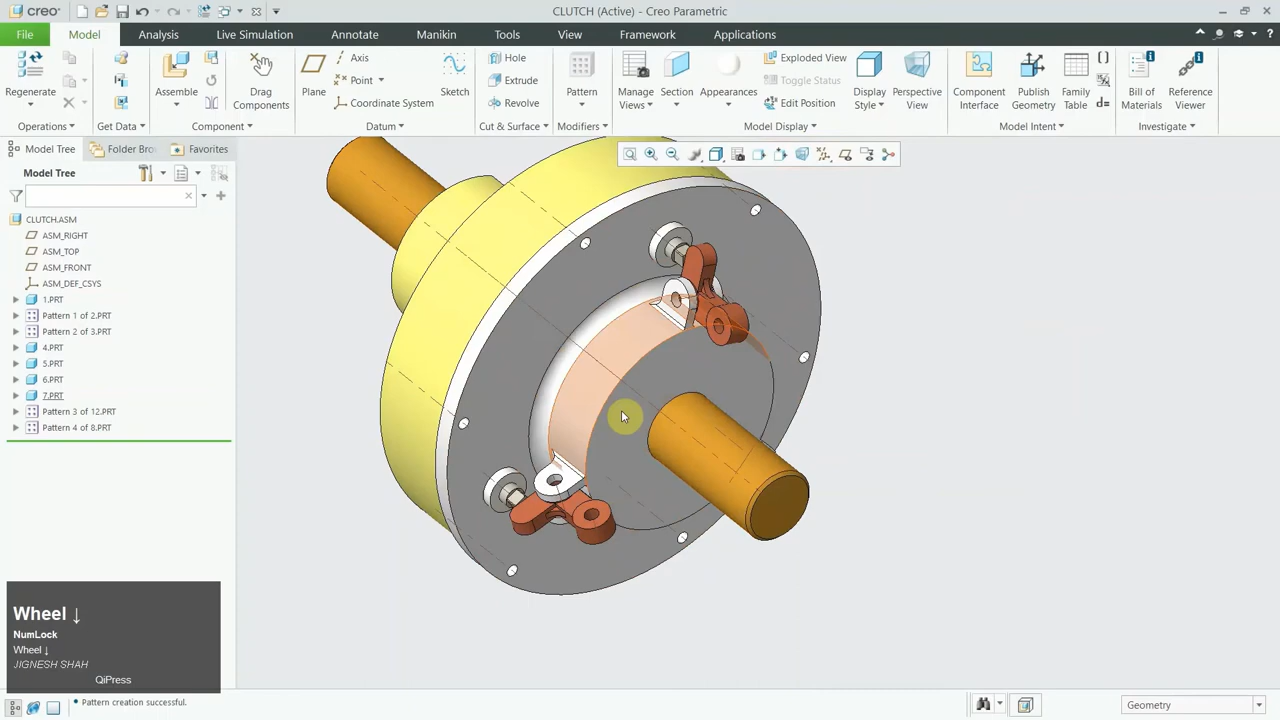 creo
CLUTCH (Active) - Creo Parametric
File Model Analysis Live Simulation Annotate Manikin Tools View Framework Applications
Regenerate
Operations
Get Data
Assemble
Drag Components
Component
Plane
Axis
Point
Coordinate System
Sketch
Datum
Hole
Extrude
Revolve
Cut & Surface
Pattern
Modifiers
Manage Views
Section
Appearances
Exploded View
Toggle Status
Edit Position
Display Style
Perspective View
Model Display
Component Interface
Publish Geometry
Family Table
d=
Model Intent
Bill of Materials
Reference Viewer
Investigate
Model Tree
Folder Bro
Favorites
Model Tree
CLUTCH.ASM
ASM_RIGHT
ASM_TOP
ASM_FRONT
ASM_DEF_CSYS
1.PRT
Pattern 1 of 2.PRT
Pattern 2 of 3.PRT
4.PRT
5.PRT
6.PRT
7.PRT
Pattern 3 of 12.PRT
Pattern 4 of 8.PRT
Wheel ↓
NumLock
Wheel ↓
JIGNESH SHAH
QiPress
• Pattern creation successful.
Geometry